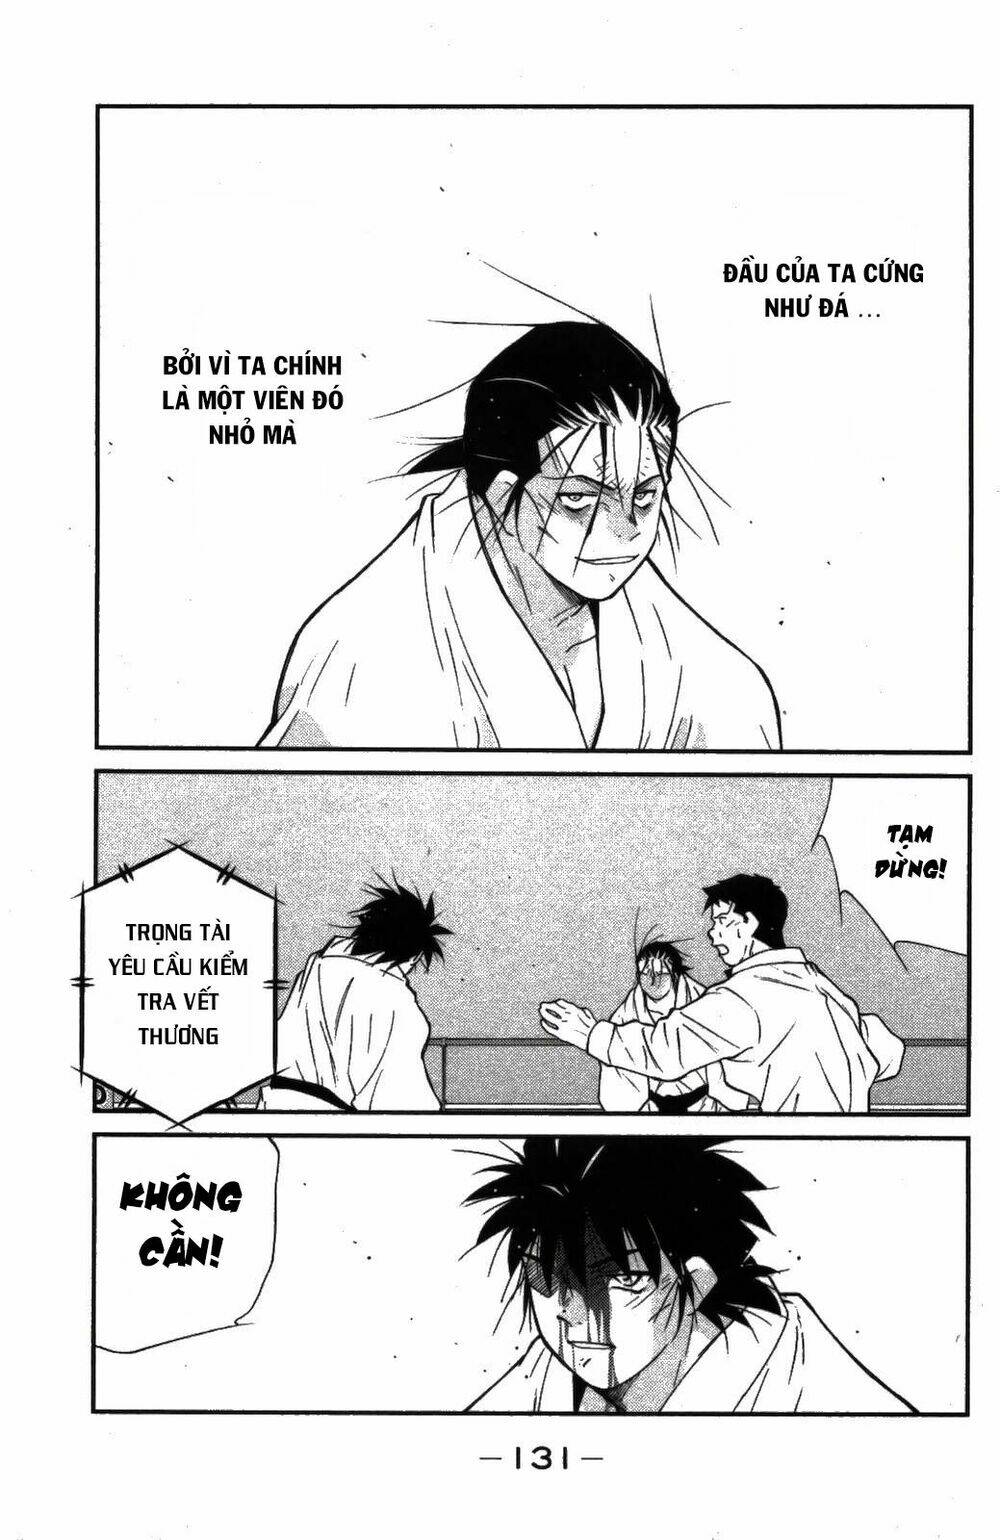 ĐẦU CỦA TA CỨNG
NHƯ ĐÁ ...
BỞI VÌ TA CHÍNH
LÀ MỘT VIÊN ĐÓ
NHỎ MÀ
TẠM
DỪNG!
TRỌNG TÀI
YÊU CẦU KIỂM
TRA VẾT
THƯƠNG
KHÔNG
CẦN!
— 131 —